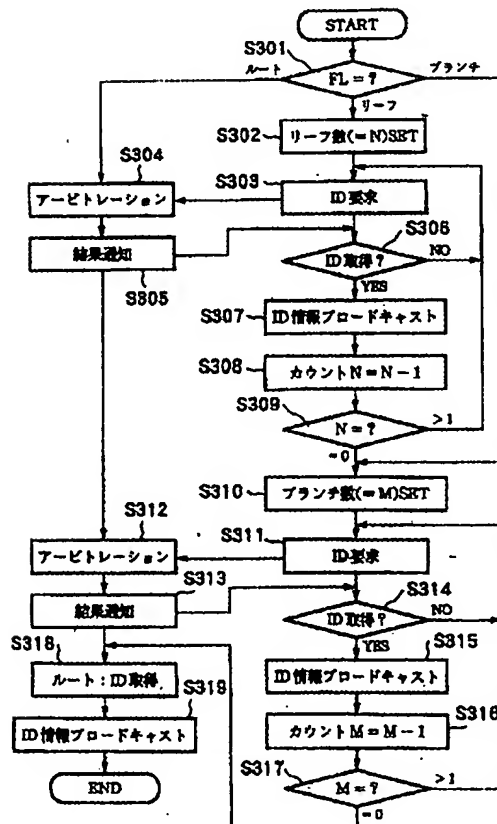 START
S301
ルート
FL=?
ブランチ
リーフ
S302
リーフ数(=N)SET
S304
S303
アービトレーション
ID要求
S306
結果通知
ID取得?
NO
S305
YES
S307
ID情報ブロードキャスト
S308
カウントN=N-1
S309
N=?
>1
=0
S310
ブランチ数(=M)SET
S312
S311
アービトレーション
ID要求
S313
S314
結果通知
ID取得?
NO
S318
YES
S315
ルート:ID取得
ID情報ブロードキャスト
S319
S316
ID情報ブロードキャスト
カウントM=M-1
S317
END
M=?
>1
=0